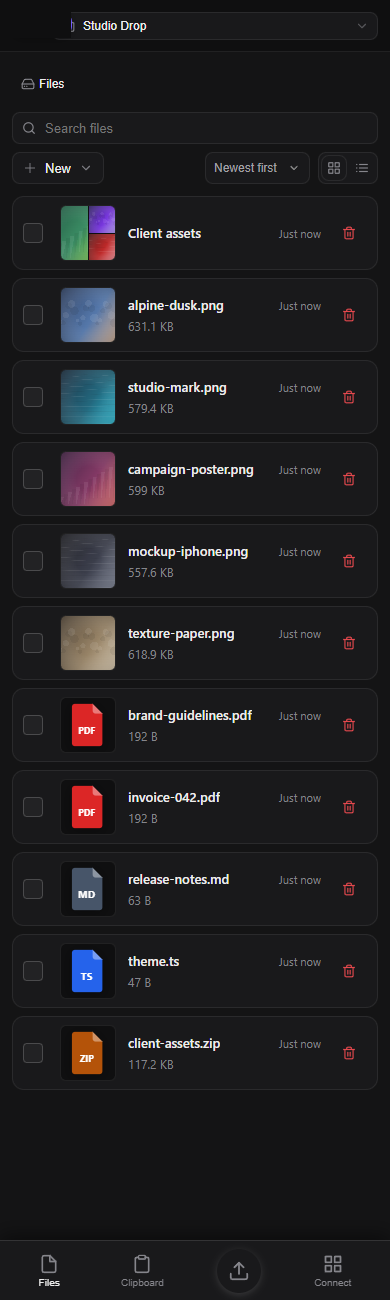 Studio Drop
Files
Search files
New
Newest first
Client assets
Just now
alpine-dusk.png
Just now
631.1 KB
studio-mark.png
Just now
579.4 KB
campaign-poster.png
Just now
599 KB
mockup-iphone.png
Just now
557.6 KB
texture-paper.png
Just now
618.9 KB
PDF
brand-guidelines.pdf
Just now
192 B
PDF
invoice-042.pdf
Just now
192 B
MD
release-notes.md
Just now
63 B
TS
theme.ts
Just now
47 B
ZIP
client-assets.zip
Just now
117.2 KB
Files
Clipboard
Connect